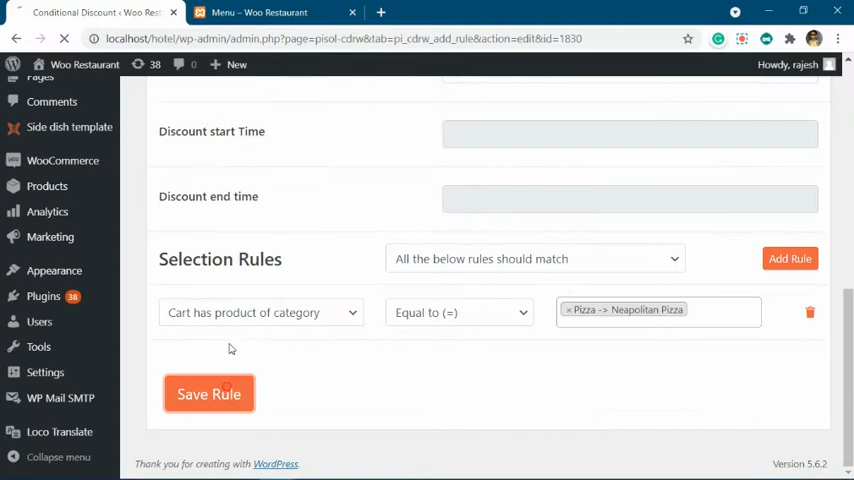 Conditional Discount ‹ Woo Rest
Menu – Woo Restaurant
localhost/hotel/wp-admin/admin.php?page=pisol-cdrw&tab=pi_cdrw_add_rule&action=edit&id=1830
Woo Restaurant 38 0 New Howdy, rajesh
Pages
Comments
Side dish template
WooCommerce
Products
Analytics
Marketing
Appearance
Plugins 38
Users
Tools
Settings
WP Mail SMTP
Loco Translate
Collapse menu
Discount start Time
Discount end time
Selection Rules All the below rules should match Add Rule
Cart has product of category Equal to (=) × Pizza -> Neapolitan Pizza
Save Rule
Thank you for creating with WordPress. Version 5.6.2